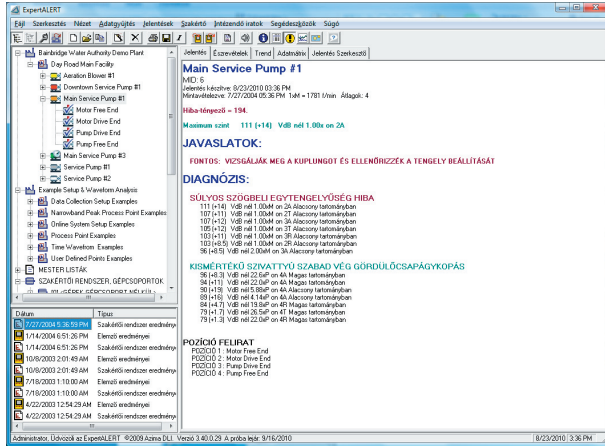 ExpertALERT
Fájl Szerkesztés Nézet Adatgyűjtés Jelentések Szakértő Intézendő iratok Segédeszközök Súgó
Bainbridge Water Authority Demo Plant
Day Road Main Facility
Aeration Blower #1
Downtown Service Pump #1
Main Service Pump #1
Motor Free End
Motor Drive End
Pump Drive End
Pump Free End
Main Service Pump #3
Service Pump #1
Service Pump #2
Example Setup & Waveform Analysis
Data Collection Setup Examples
Narrowband Peak Process Point Examples
Online System Setup Examples
Process Point Examples
Time Waveform Examples
User Defined Points Examples
MESTER LISTÁK
SZAKÉRTŐI RENDSZER, GÉPCSOPORTOK
Dátum Típus
7/27/2004 5:36:59 PM Szakértői rendszer eredménye
1/14/2004 6:51:26 PM Elemző eredményei
1/14/2004 6:51:26 PM Szakértői rendszer eredménye
10/8/2003 2:01:49 AM Elemző eredményei
10/8/2003 2:01:49 AM Szakértői rendszer eredménye
7/18/2003 1:10:00 AM Elemző eredményei
7/18/2003 1:10:00 AM Szakértői rendszer eredménye
4/22/2003 12:54:29 AM Elemző eredményei
4/22/2003 12:54:29 AM Szakértői rendszer eredménye
Jelentés Észrevételek Trend Adatmátrix Jelentés Szerkesztő
Main Service Pump #1
MID: 6
Jelentés készítve: 8/23/2010 03:36 PM
Mintavételezve: 7/27/2004 05:36 PM 1xM = 1781 l/min Átlagok: 4
Hiba-tényező = 194.
Maximum szint 111 (+14) VdB nél 1.00x on 2A
JAVASLATOK:
FONTOS: VIZSGÁLJÁK MEG A KUPLUNGOT ÉS ELLENŐRIZZÉK A TENGELY BEÁLLÍTÁSÁT
DIAGNÓZIS:
SÚLYOS SZÖGBELI EGYTENGELYŰSÉG HIBA
111 (+14) VdB nél 1.00xM on 2A Alacsony tartományban
107 (+11) VdB nél 1.00xM on 2T Alacsony tartományban
107 (+12) VdB nél 1.00xM on 3A Alacsony tartományban
105 (+12) VdB nél 1.00xM on 3T Alacsony tartományban
103 (+11) VdB nél 1.00xM on 3R Alacsony tartományban
103 (+8.5) VdB nél 1.00xM on 2R Alacsony tartományban
96 (+8.5) VdB nél 2.00xM on 3A Alacsony tartományban
KISMÉRTÉKŰ SZIVATTYÚ SZABAD VÉG GÖRDÜLŐCSAPÁGYKOPÁS
96 (+8.3) VdB nél 22.6xP on 4A Magas tartományban
94 (+11) VdB nél 22.0xP on 4A Magas tartományban
90 (+19) VdB nél 5.88xP on 4A Alacsony tartományban
89 (+16) VdB nél 4.14xP on 4A Alacsony tartományban
84 (+4.7) VdB nél 19.8xP on 4R Magas tartományban
79 (+1.7) VdB nél 26.5xP on 4T Magas tartományban
79 (+1.3) VdB nél 22.0xP on 4R Magas tartományban
POZÍCIÓ FELIRAT
POZÍCIÓ 1 : Motor Free End
POZÍCIÓ 2 : Motor Drive End
POZÍCIÓ 3 : Pump Drive End
POZÍCIÓ 4 : Pump Free End
Administrator, Üdvözöli az ExpertALERT ©2009 Azima DLI. Verzió 3.40.0.29 A próba lejár: 9/16/2010 8/23/2010 3:36 PM